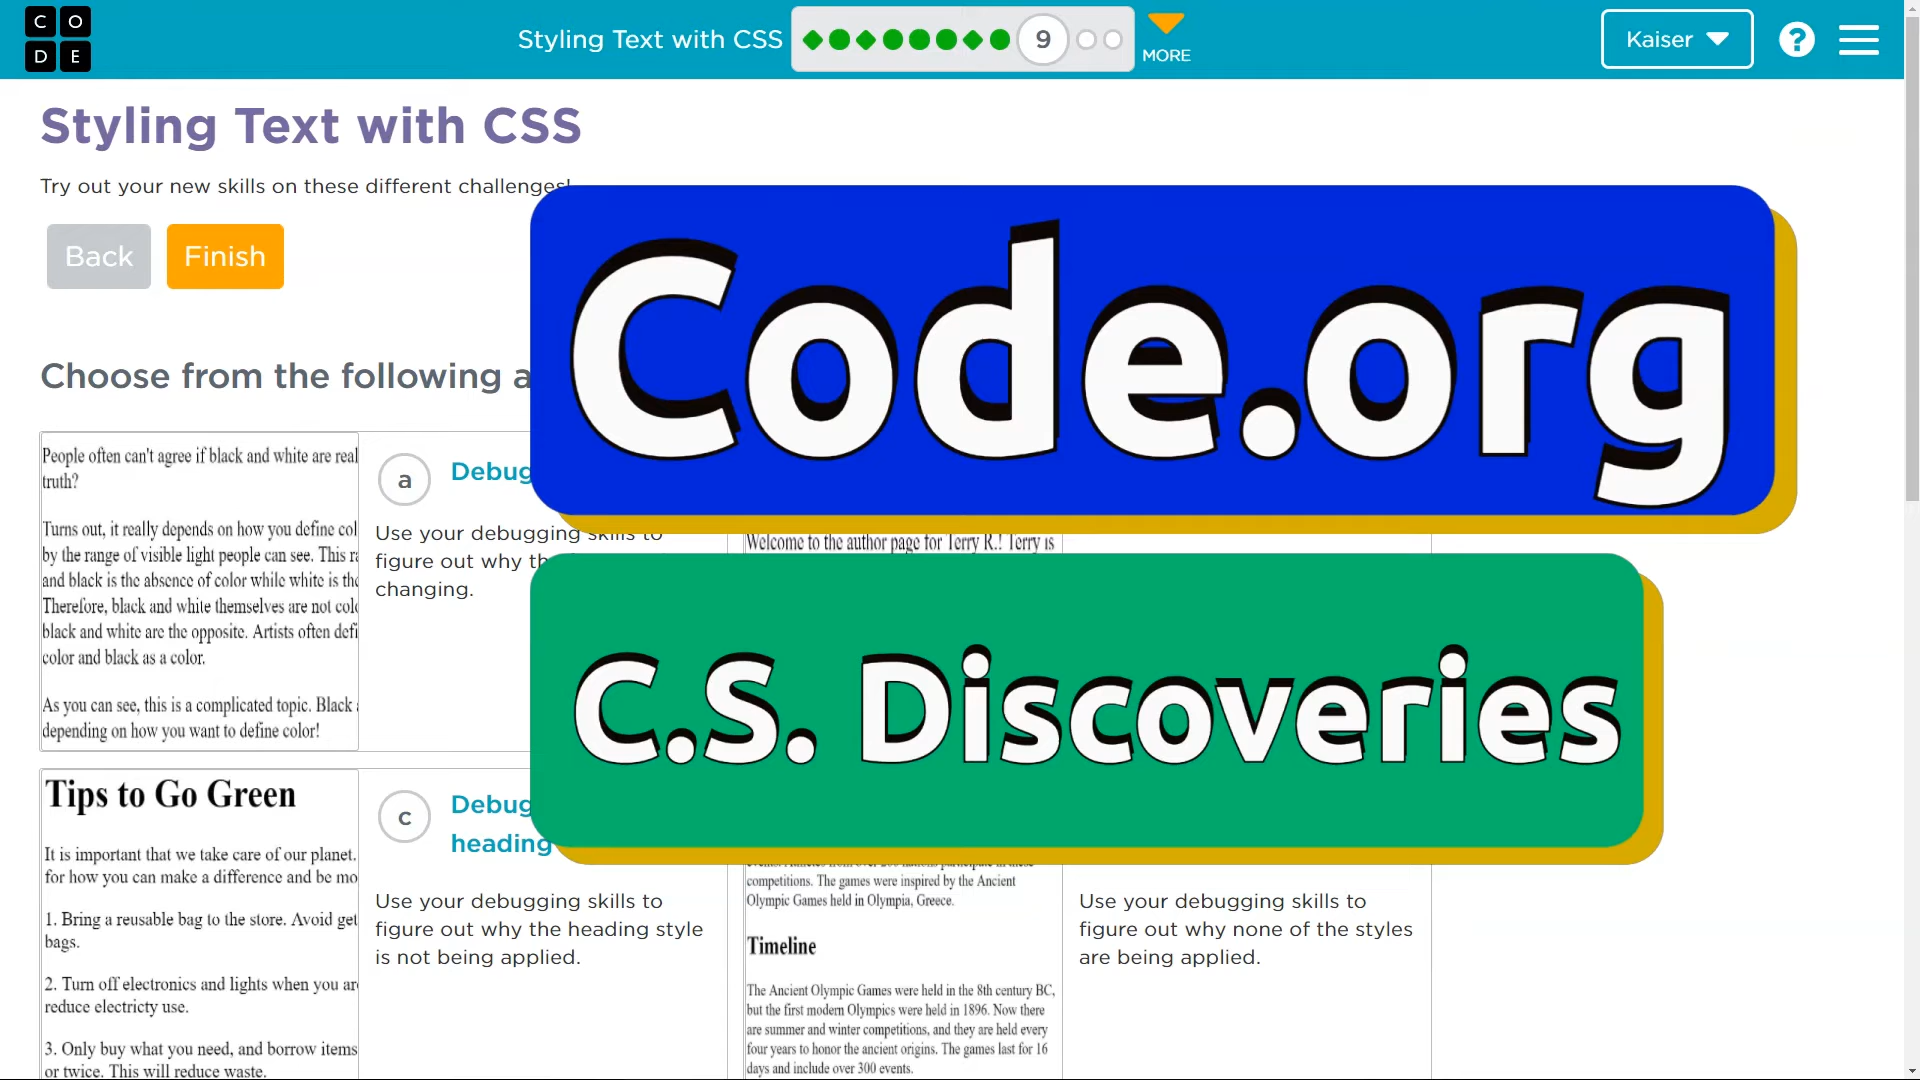 C O
D E
Styling Text with CSS
9
MORE
Kaiser
?
Styling Text with CSS
Try out your new skills on these different challenges!
Back
Finish
Code.org
Choose from the following a
People often can't agree if black and white are real
truth?
Turns out, it really depends on how you define col
by the range of visible light people can see. This ra
and black is the absence of color while white is the
Therefore, black and white themselves are not colo
black and white are the opposite. Artists often defi
color and black as a color.
As you can see, this is a complicated topic. Black a
depending on how you want to define color!
a
Debug
Use your debugging skills to
figure out why th
changing.
Welcome to the author page for Terry R.! Terry is
C.S. Discoveries
Tips to Go Green
It is important that we take care of our planet.
for how you can make a difference and be mo
1. Bring a reusable bag to the store. Avoid get
bags.
2. Turn off electronics and lights when you are
reduce electricty use.
3. Only buy what you need, and borrow items
or twice. This will reduce waste.
c
Debug
heading
Use your debugging skills to
figure out why the heading style
is not being applied.
competitions. The games were inspired by the Ancient
Olympic Games held in Olympia, Greece.
Timeline
The Ancient Olympic Games were held in the 8th century BC,
but the first modern Olympics were held in 1896. Now there
are summer and winter competitions, and they are held every
four years to honor the ancient origins. The games last for 16
days and include over 300 events.
Use your debugging skills to
figure out why none of the styles
are being applied.